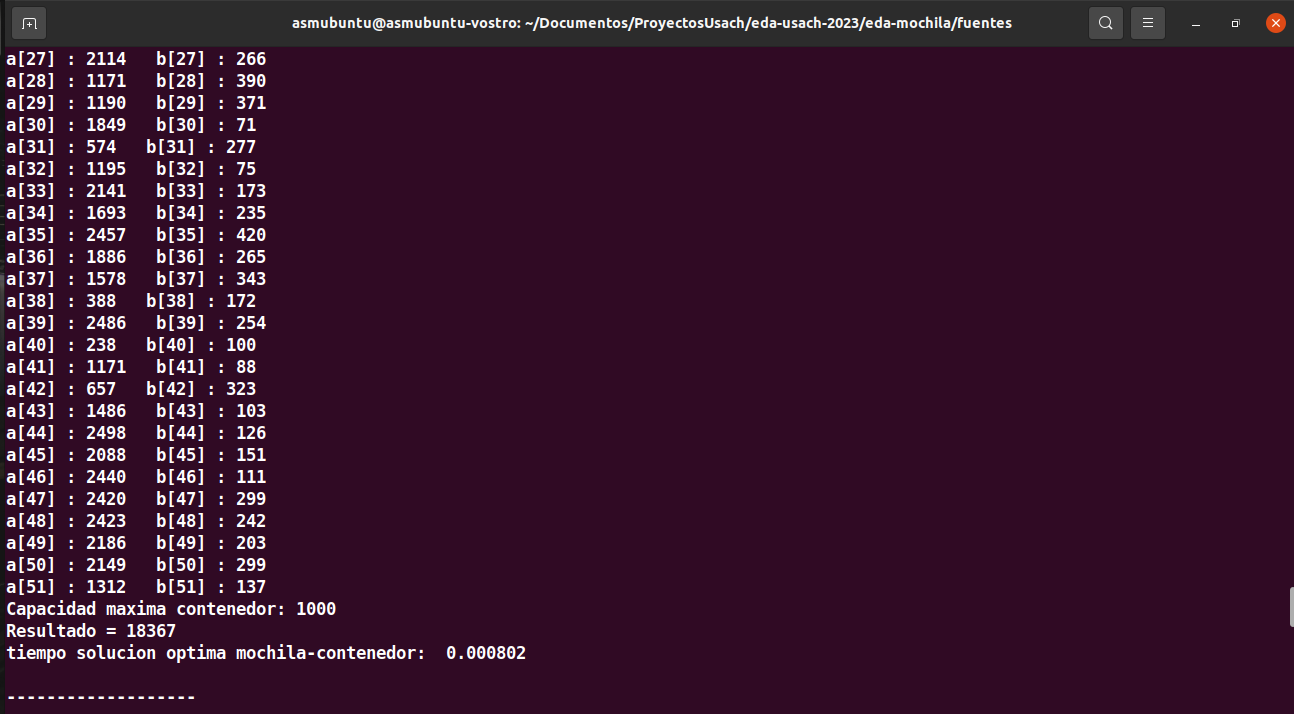 asmubuntu@asmubuntu-vostro: ~/Documentos/ProyectosUsach/eda-usach-2023/eda-mochila/fuentes
a[27] : 2114   b[27] : 266
a[28] : 1171   b[28] : 390
a[29] : 1190   b[29] : 371
a[30] : 1849   b[30] : 71
a[31] : 574   b[31] : 277
a[32] : 1195   b[32] : 75
a[33] : 2141   b[33] : 173
a[34] : 1693   b[34] : 235
a[35] : 2457   b[35] : 420
a[36] : 1886   b[36] : 265
a[37] : 1578   b[37] : 343
a[38] : 388   b[38] : 172
a[39] : 2486   b[39] : 254
a[40] : 238   b[40] : 100
a[41] : 1171   b[41] : 88
a[42] : 657   b[42] : 323
a[43] : 1486   b[43] : 103
a[44] : 2498   b[44] : 126
a[45] : 2088   b[45] : 151
a[46] : 2440   b[46] : 111
a[47] : 2420   b[47] : 299
a[48] : 2423   b[48] : 242
a[49] : 2186   b[49] : 203
a[50] : 2149   b[50] : 299
a[51] : 1312   b[51] : 137
Capacidad maxima contenedor: 1000
Resultado = 18367
tiempo solucion optima mochila-contenedor:  0.000802
-------------------